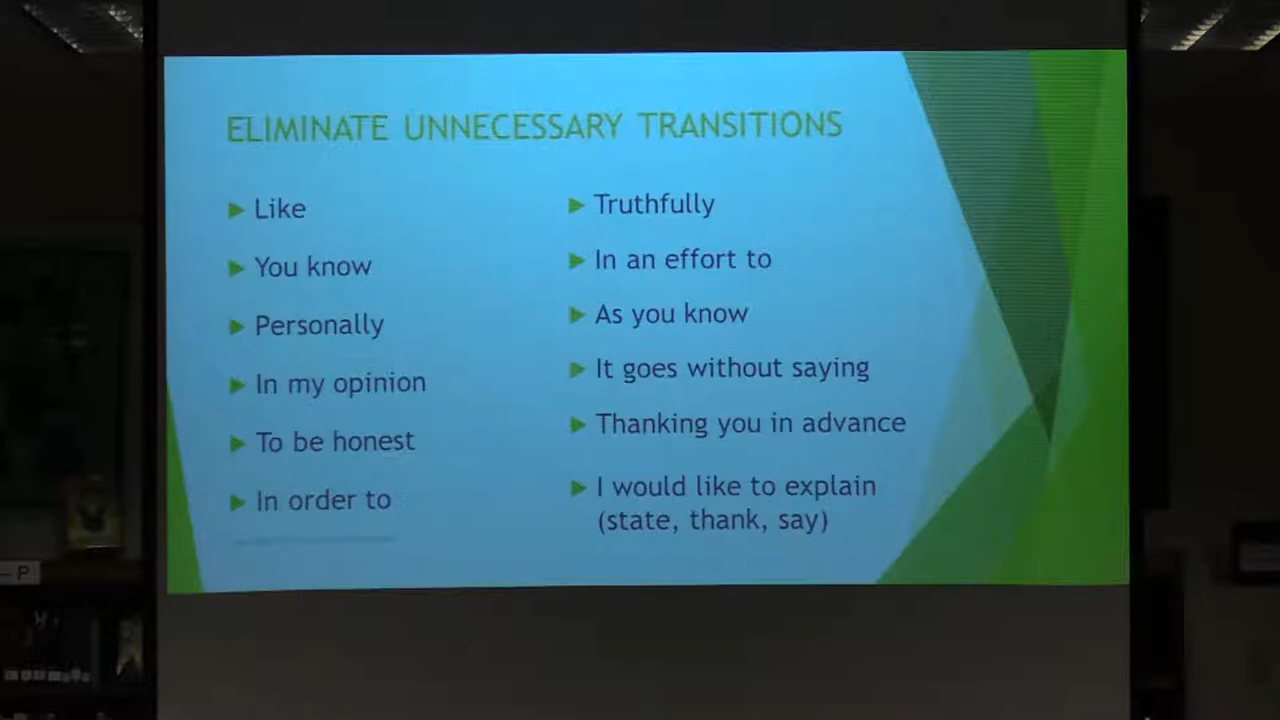 ELIMINATE UNNECESSARY TRANSITIONS
Like
You know
Personally
In my opinion
To be honest
In order to
Truthfully
In an effort to
As you know
It goes without saying
Thanking you in advance
I would like to explain
(state, thank, say)
– P